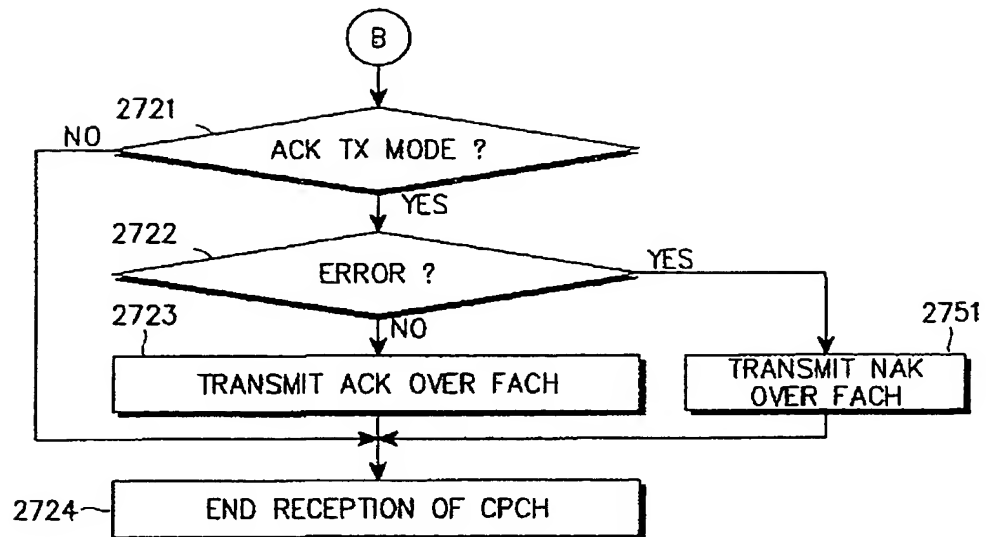 B
2721
NO
ACK TX MODE ?
YES
2722
ERROR ?
YES
2723
NO
2751
TRANSMIT ACK OVER FACH
TRANSMIT NAK
OVER FACH
2724
END RECEPTION OF CPCH